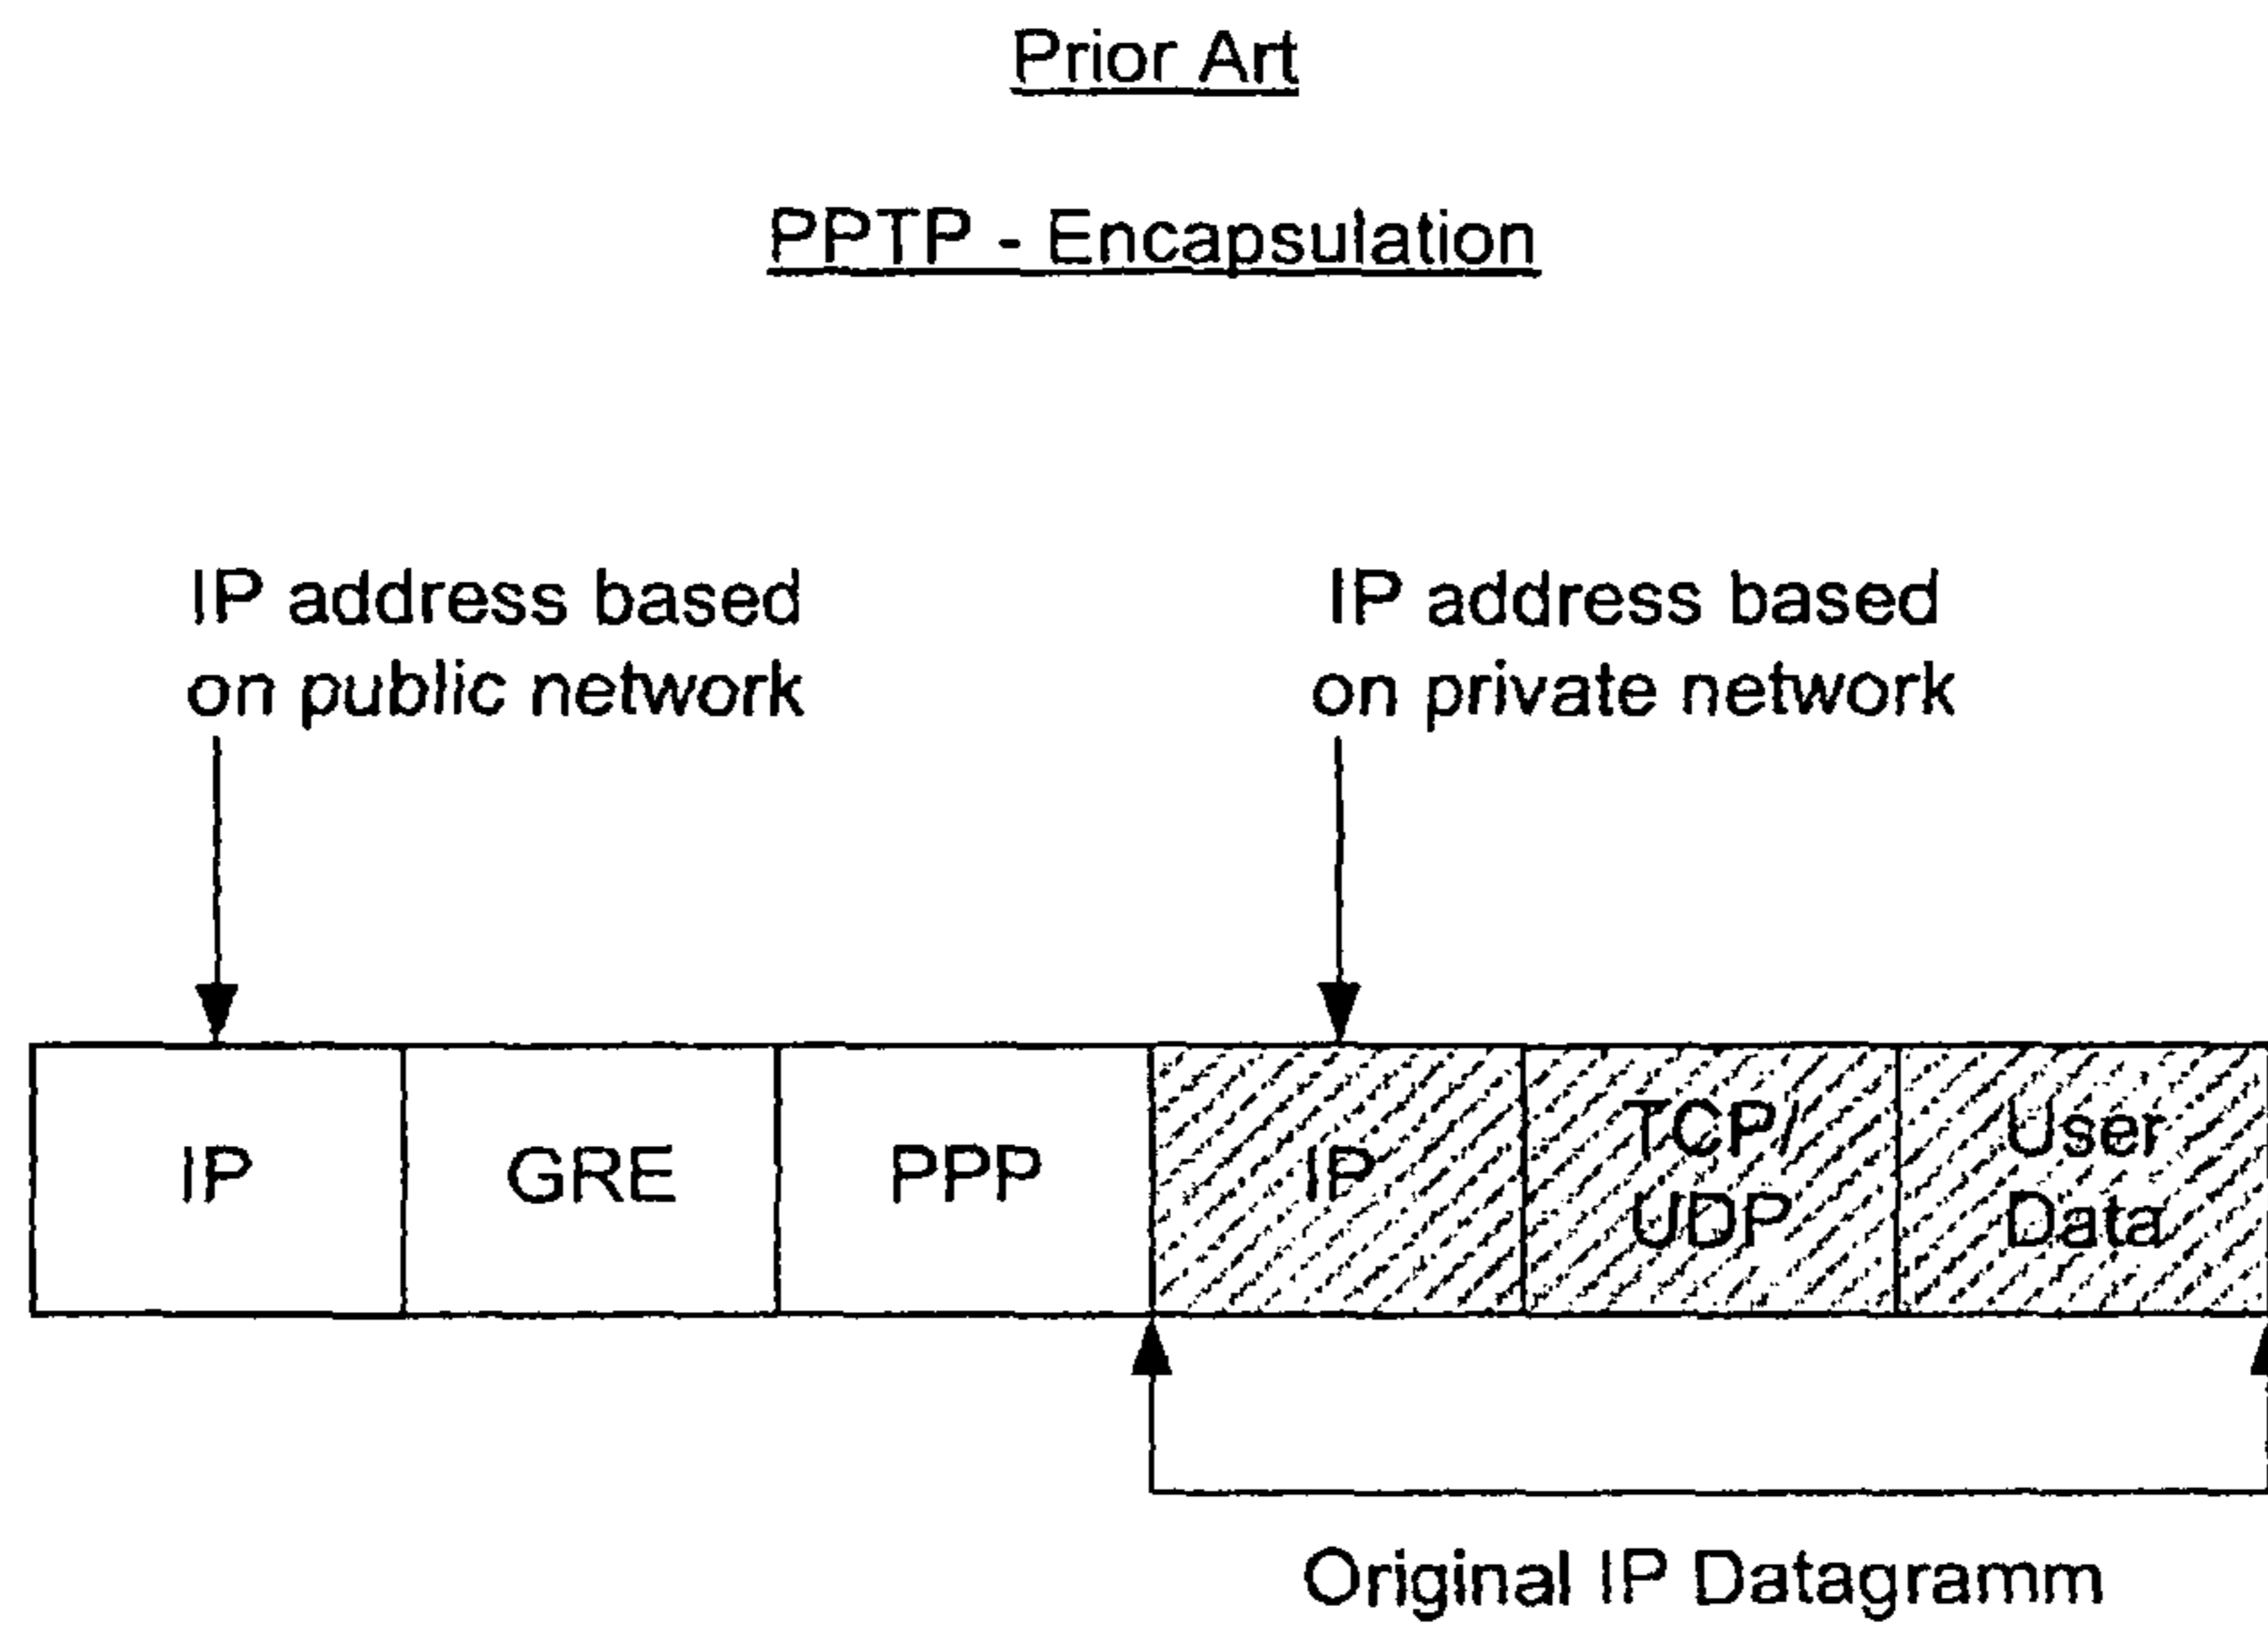 Prior Art
PPTP - Encapsulation
IP address based
on public network
IP address based
on private network
IP
GRE
PPP
IP
TCP/
UDP
User
Data
Original IP Datagramm